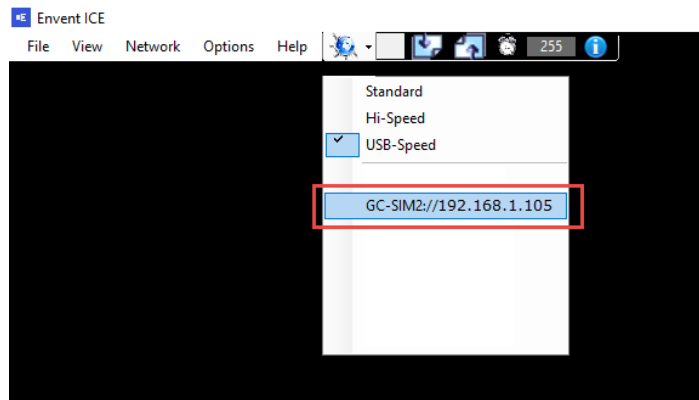 Envent ICE
File View Network Options Help 255
Standard
Hi-Speed
USB-Speed
GC-SIM2://192.168.1.105